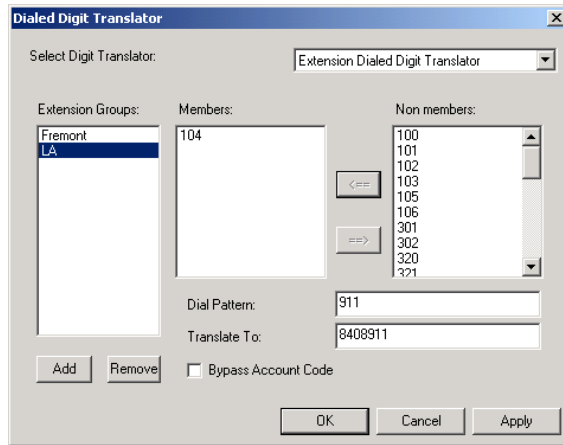 Dialed Digit Translator
Select Digit Translator:
Extension Dialed Digit Translator
Extension Groups:
Members:
Non members:
Fremont
LA
104
<==
==>
100
101
102
103
105
106
301
302
320
321
Dial Pattern:
911
Translate To:
8408911
Add
Remove
Bypass Account Code
OK
Cancel
Apply